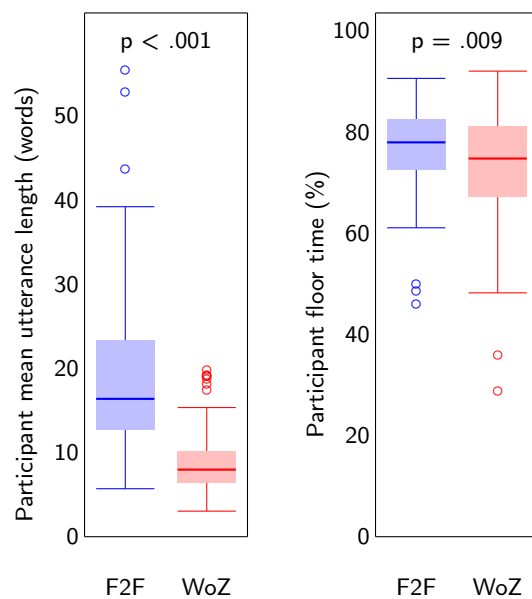 Participant mean utterance length (words)
p < .001
50
40
30
20
10
0
F2F WoZ
Participant floor time (%)
p = .009
100
80
60
40
20
0
F2F WoZ